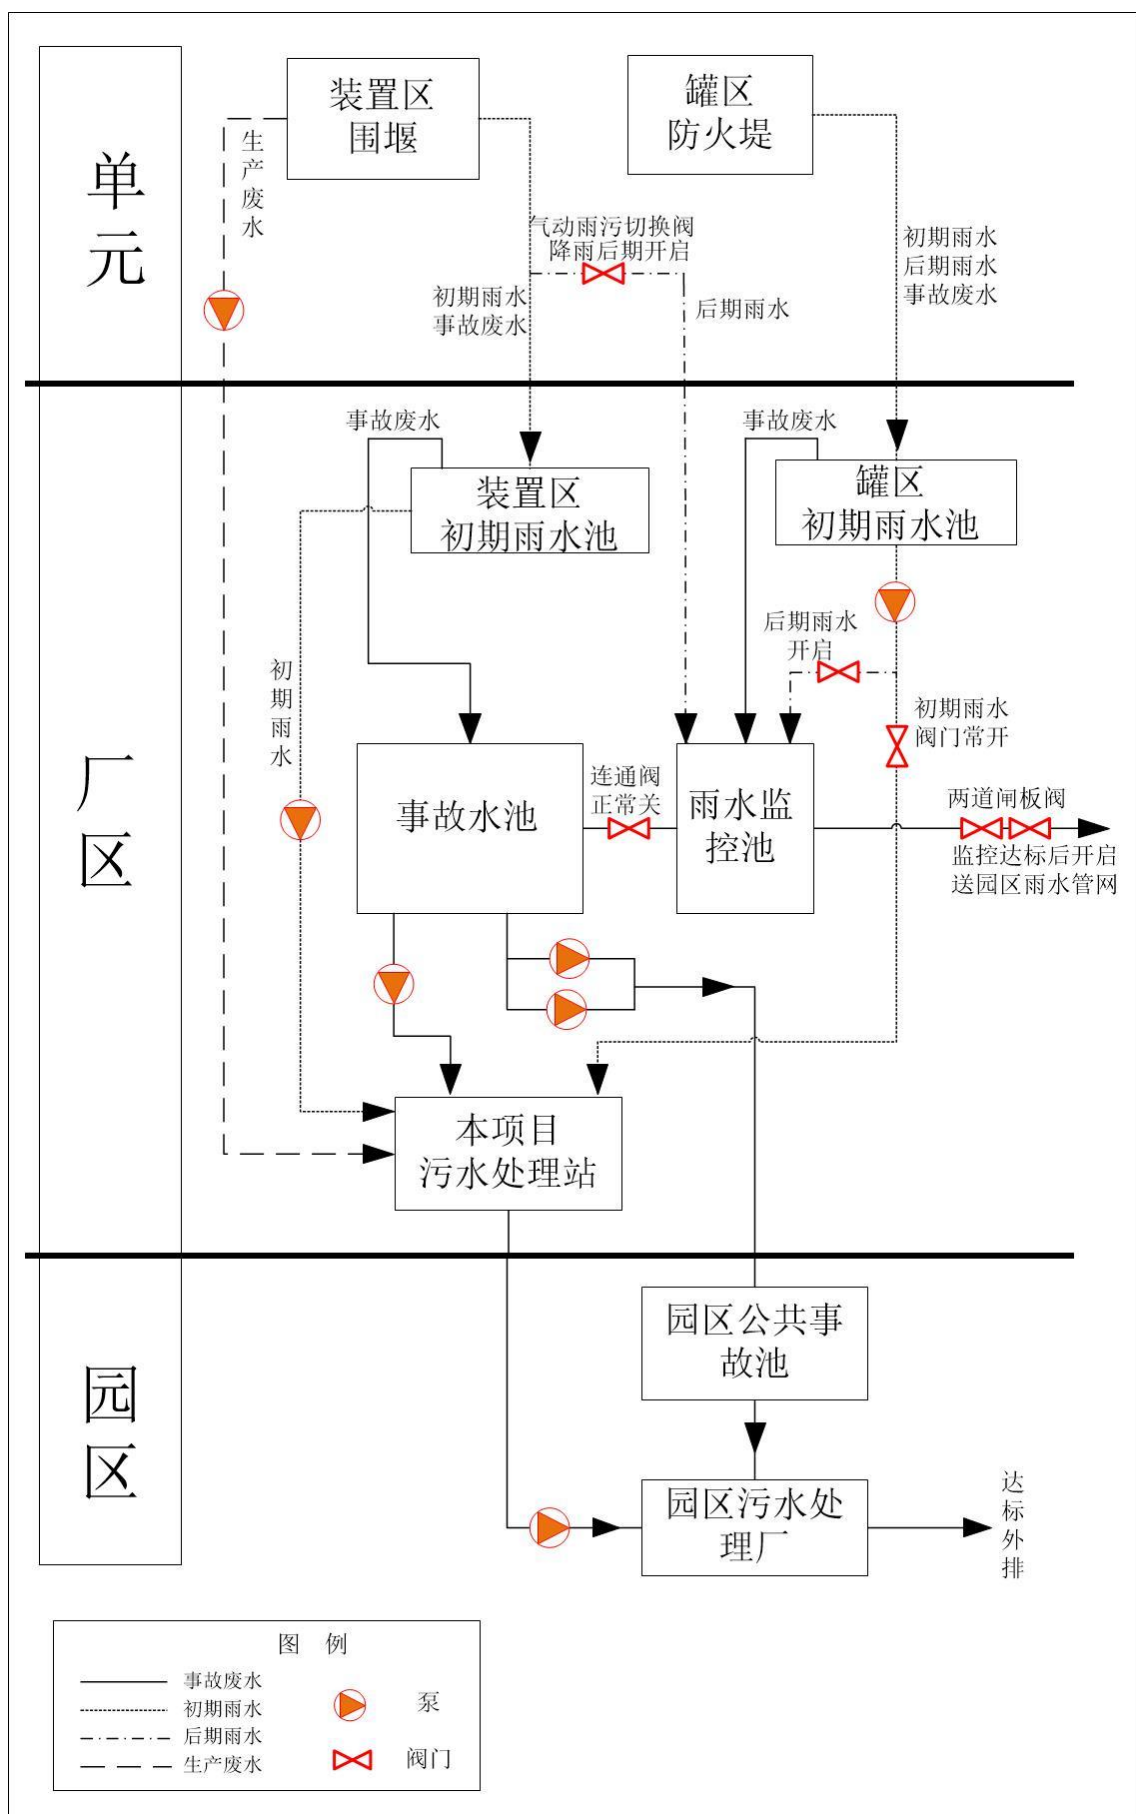 单
元
装置区
围堰
罐区
防火堤
生
产
废
水
气动雨污切换阀
降雨后期开启
初期雨水
事故废水
后期雨水
初期雨水
后期雨水
事故废水
厂
区
事故废水
事故废水
装置区
初期雨水池
罐区
初期雨水池
后期雨水
开启
初
期
雨
水
初期雨水
阀门常开
事故水池
连通阀
正常关
雨水监
控池
两道闸板阀
监控达标后开启
送园区雨水管网
本项目
污水处理站
园
区
园区公共事
故池
园区污水处
理厂
达
标
外
排
图 例
事故废水
初期雨水
后期雨水
生产废水
泵
阀门